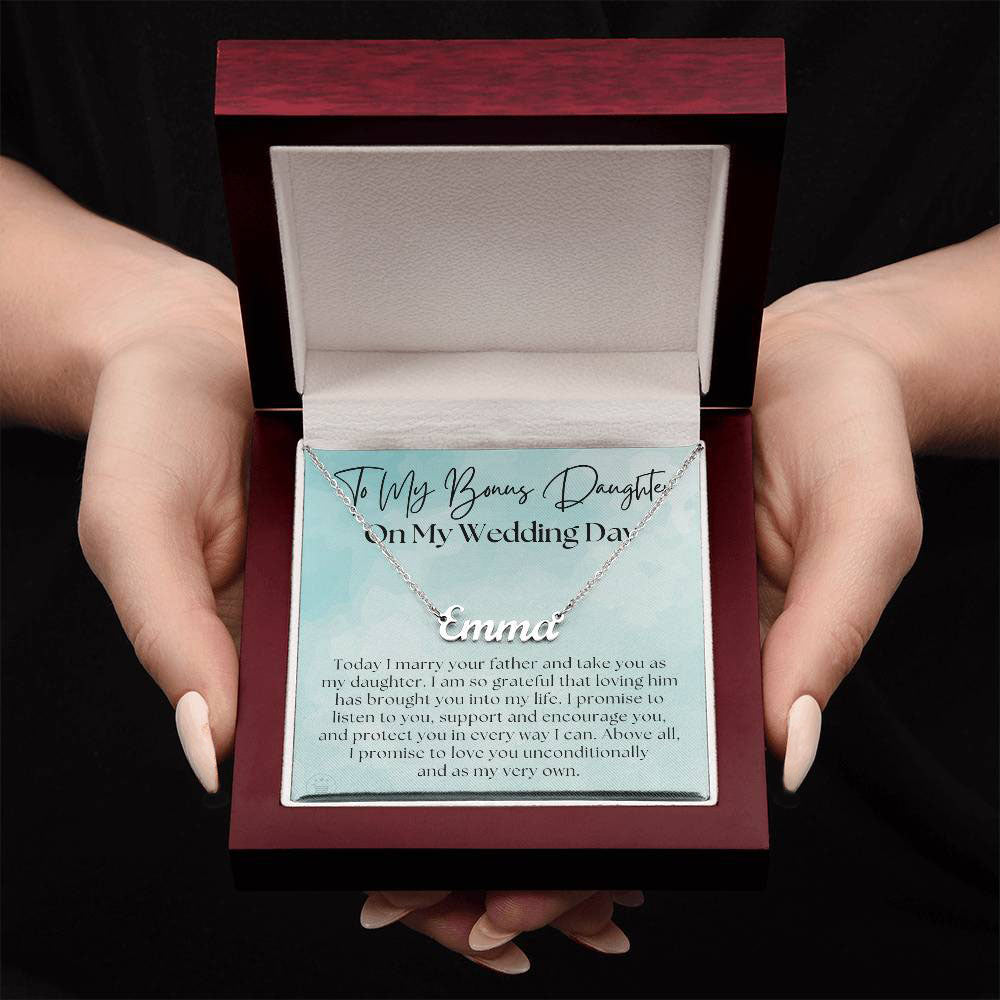 To My Bonus Daughter
On My Wedding Day
Emma
Today I marry your father and take you as
my daughter. I am so grateful that loving him
has brought you into my life. I promise to
listen to you, support and encourage you,
and protect you in every way I can. Above all,
I promise to love you unconditionally
and as my very own.